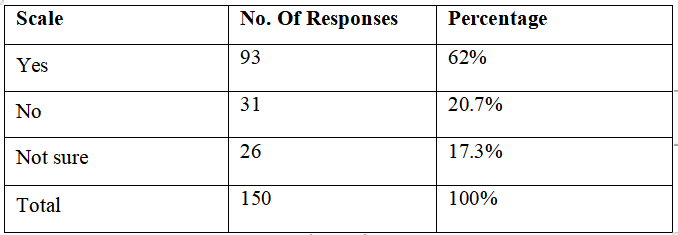 Scale No. Of Responses Percentage
Yes 93 62%
No 31 20.7%
Not sure 26 17.3%
Total 150 100%